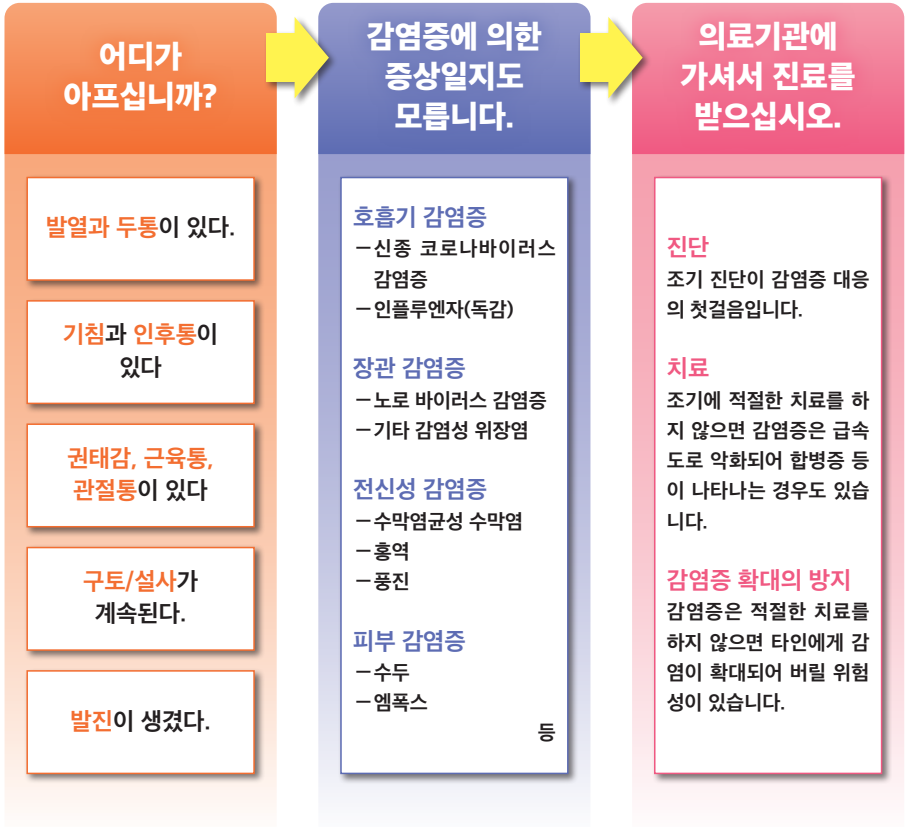 어디가
아프십니까?
발열과 두통이 있다.
기침과 인후통이
있다
권태감, 근육통,
관절통이 있다
구토/설사가
계속된다.
발진이 생겼다.
감염증에 의한
증상일지도
모릅니다.
호흡기 감염증
－신종 코로나바이러스
감염증
－인플루엔자(독감)
장관 감염증
－노로 바이러스 감염증
－기타 감염성 위장염
전신성 감염증
－수막염균성 수막염
－홍역
－풍진
피부 감염증
－수두
－엠폭스
등
의료기관에
가셔서 진료를
받으십시오.
진단
조기 진단이 감염증 대응
의 첫걸음입니다.
치료
조기에 적절한 치료를 하
지 않으면 감염증은 급속
도로 악화되어 합병증 등
이 나타나는 경우도 있습
니다.
감염증 확대의 방지
감염증은 적절한 치료를
하지 않으면 타인에게 감
염이 확대되어 버릴 위험
성이 있습니다.